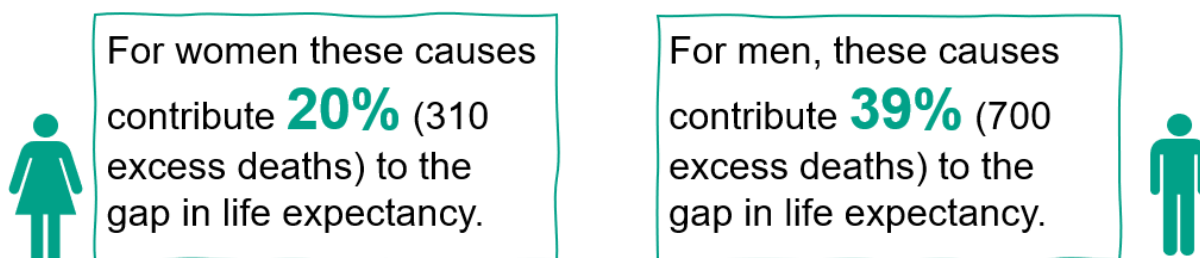 For women these causes
contribute 20% (310
excess deaths) to the
gap in life expectancy.
For men, these causes
contribute 39% (700
excess deaths) to the
gap in life expectancy.